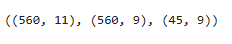 ((560, 11), (560, 9), (45, 9))